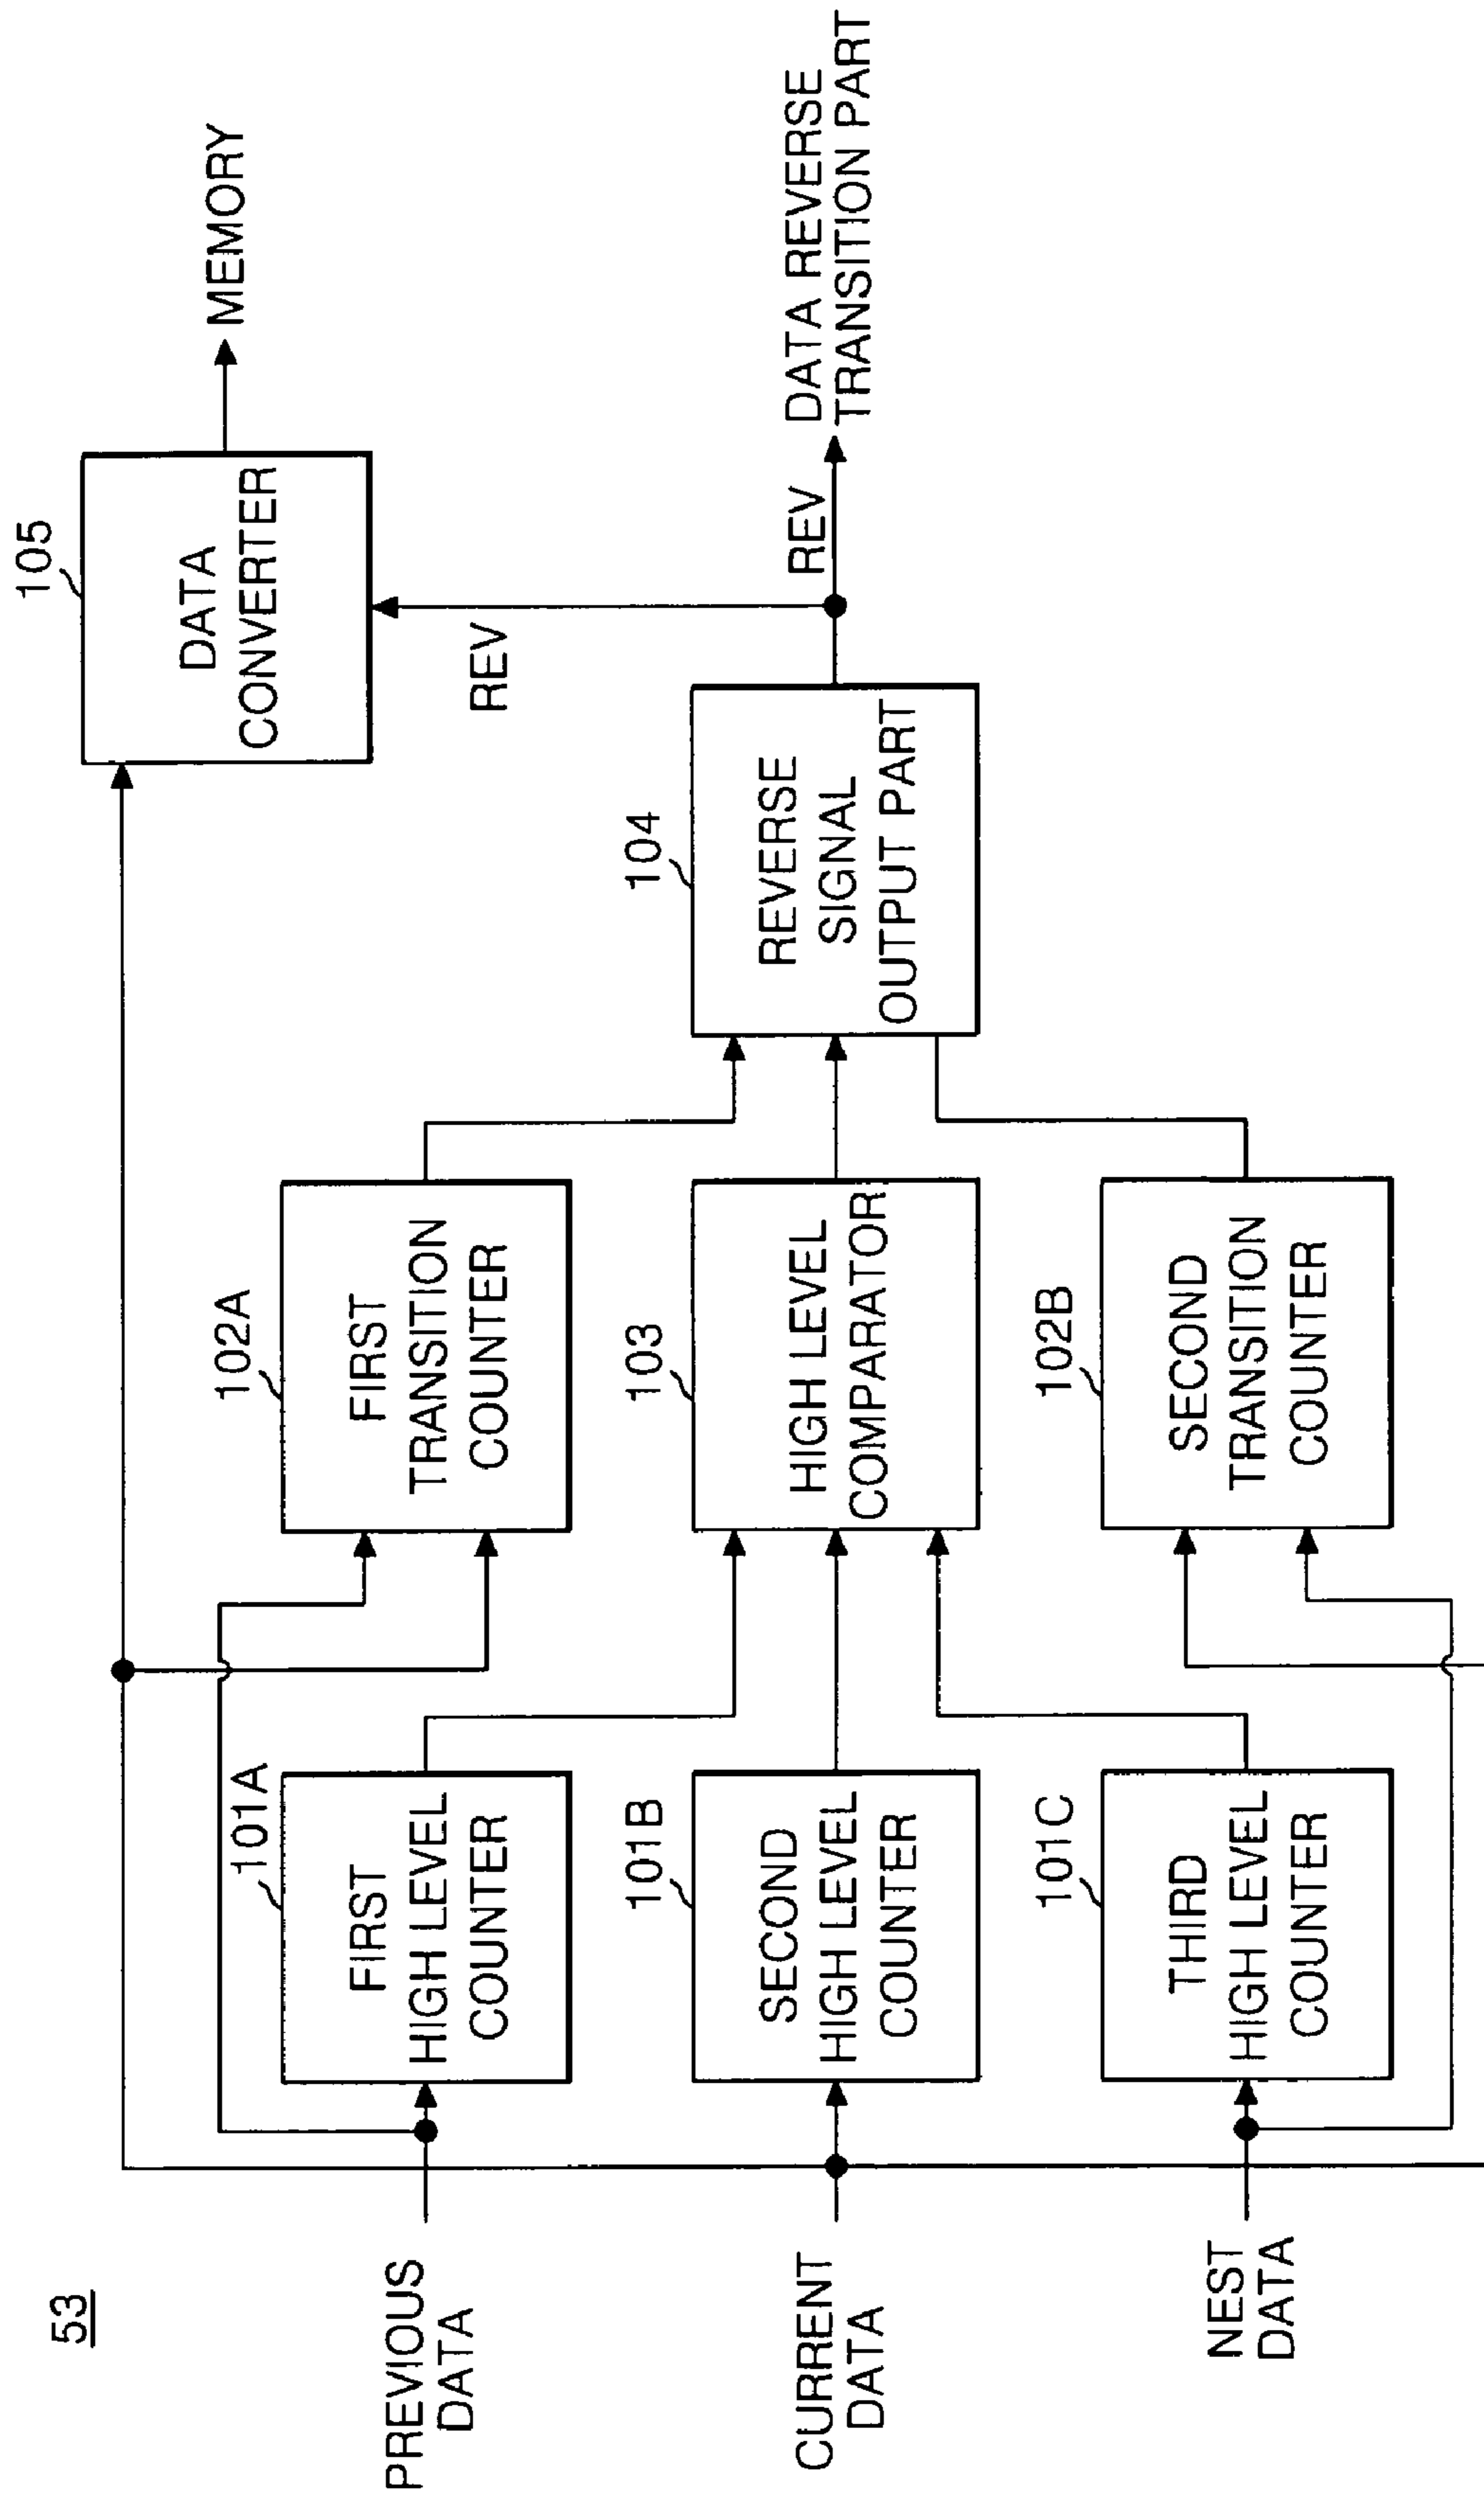 53
PREVIOUS
DATA
CURRENT
DATA
NEST
DATA
101A
FIRST
HIGH LEVEL
COUNTER
101B
SECOND
HIGH LEVEL
COUNTER
101C
THIRD
HIGH LEVEL
COUNTER
102A
FIRST
TRANSITION
COUNTER
103
HIGH LEVEL
COMPARATOR
102B
SECOND
TRANSITION
COUNTER
104
REVERSE
SIGNAL
OUTPUT PART
105
DATA
CONVERTER
REV
REV
MEMORY
DATA REVERSE
TRANSITION PART